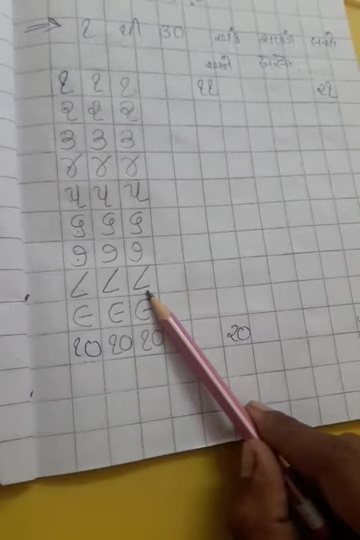 ⇒ ૧ થી ૩૦
૧ ૧ ૧ ૧૧ ૨૧
૨ ૨ ૨
૩ ૩ ૩
૪ ૪ ૪
૫ ૫ ૫
૬ ૬ ૬
૭ ૭ ૭
૮ ૮ ૮
૯ ૯ ૯
૧૦ ૧૦ ૧૦ ૨૦